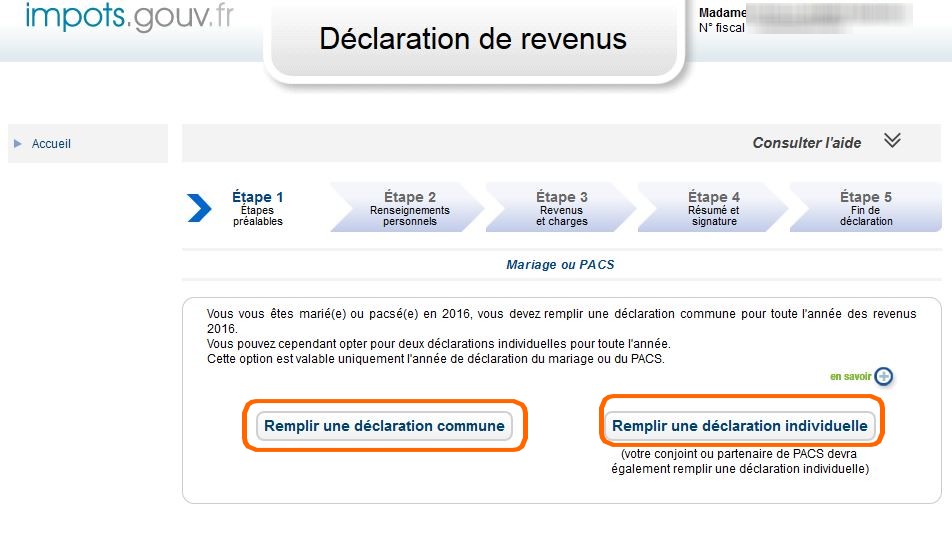 impots.gouv.fr
Déclaration de revenus
Madame
N° fiscal
Accueil
Consulter l'aide
Étape 1
Étapes
préalables
Étape 2
Renseignements
personnels
Étape 3
Revenus
et charges
Étape 4
Résumé et
signature
Étape 5
Fin de
déclaration
Mariage ou PACS
Vous vous êtes marié(e) ou pacsé(e) en 2016, vous devez remplir une déclaration commune pour toute l'année des revenus
2016.
Vous pouvez cependant opter pour deux déclarations individuelles pour toute l'année.
Cette option est valable uniquement l'année de déclaration du mariage ou du PACS.
en savoir +
Remplir une déclaration commune
Remplir une déclaration individuelle
(votre conjoint ou partenaire de PACS devra
également remplir une déclaration individuelle)